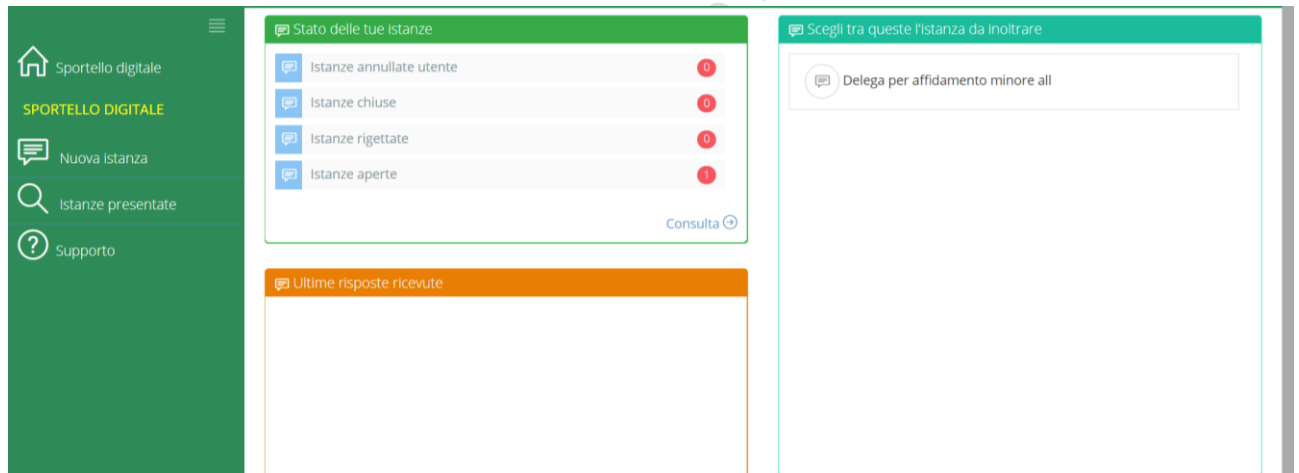 Sportello digitale
SPORTELLO DIGITALE
Nuova istanza
Istanze presentate
Supporto
Stato delle tue istanze
Istanze annullate utente 0
Istanze chiuse 0
Istanze rigettate 0
Istanze aperte 1
Consulta
Ultime risposte ricevute
Scegli tra queste l'istanza da inoltrare
Delega per affidamento minore all